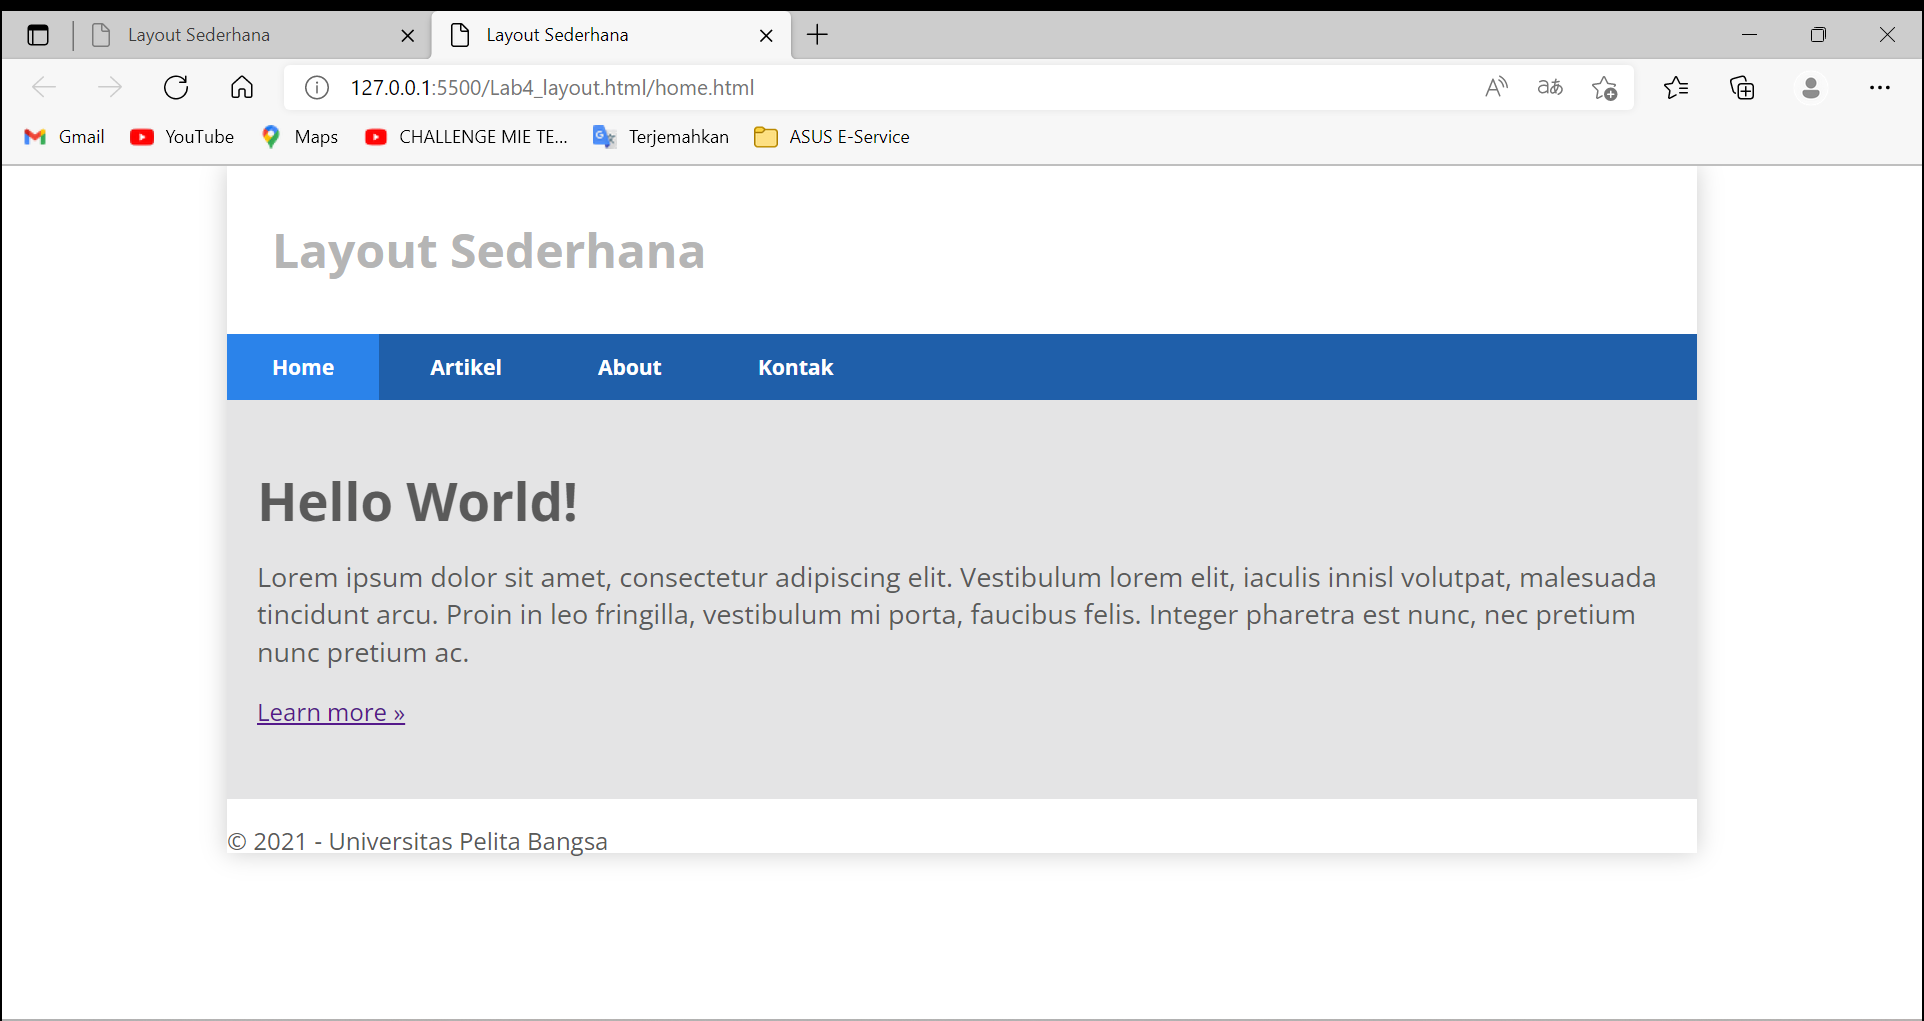 Layout Sederhana
Layout Sederhana
127.0.0.1:5500/Lab4_layout.html/home.html
Gmail YouTube Maps CHALLENGE MIE TE... Terjemahkan ASUS E-Service
Layout Sederhana
Home Artikel About Kontak
Hello World!
Lorem ipsum dolor sit amet, consectetur adipiscing elit. Vestibulum lorem elit, iaculis innisl volutpat, malesuada
tincidunt arcu. Proin in leo fringilla, vestibulum mi porta, faucibus felis. Integer pharetra est nunc, nec pretium
nunc pretium ac.
Learn more »
© 2021 - Universitas Pelita Bangsa